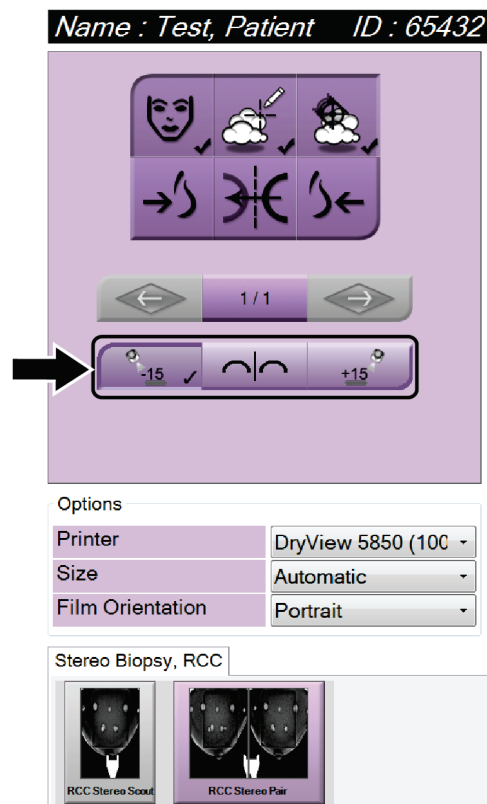 Name : Test, Patient ID : 65432
1 / 1
-15 +15
Options
Printer DryView 5850 (100
Size Automatic
Film Orientation Portrait
Stereo Biopsy, RCC
RCC Stereo Scout RCC Stereo Pair